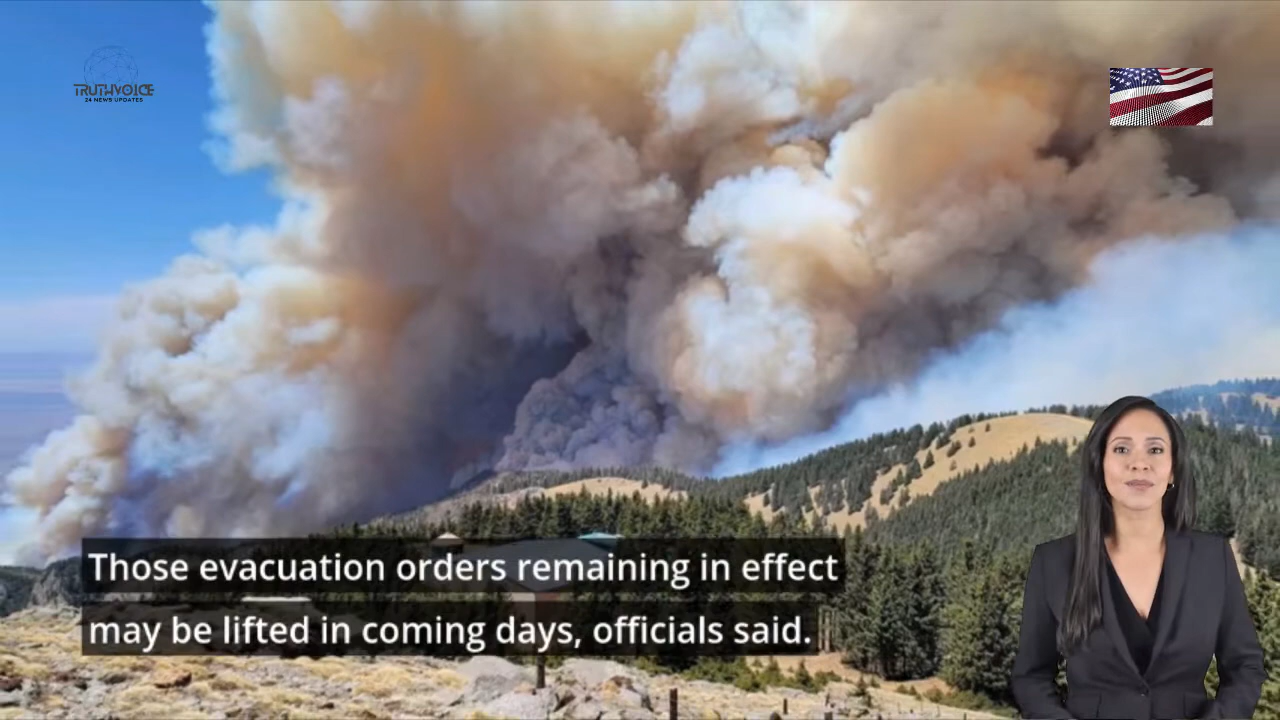 TRUTHVOICE
24 NEWS UPDATES
Those evacuation orders remaining in effect
may be lifted in coming days, officials said.